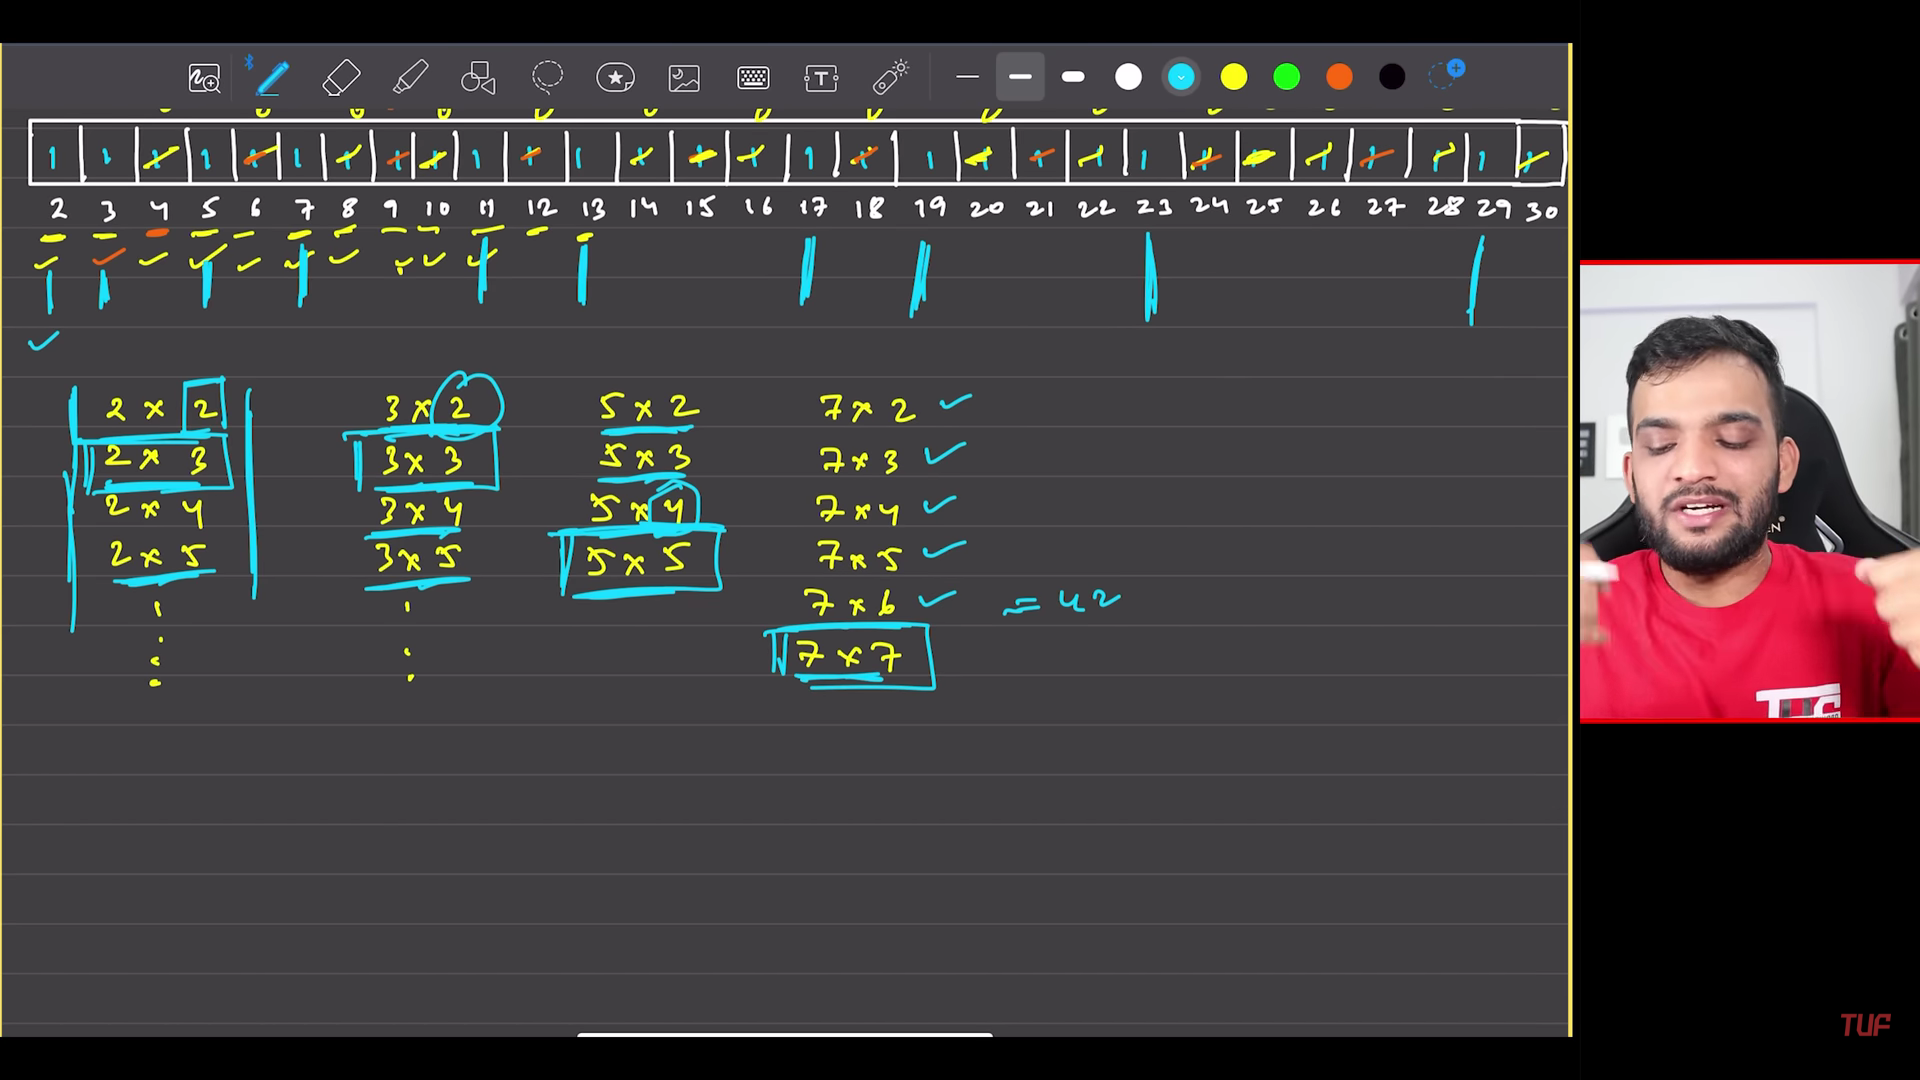 1 1 1 1 1 1 1 1 1 1 1 1 1 1 1 1 1 1 1 1 1 1 1 1 1 1 1 1 1
2 3 4 5 6 7 8 9 10 11 12 13 14 15 16 17 18 19 20 21 22 23 24 25 26 27 28 29 30
2 x 2 3 x 2 5 x 2 7 x 2
2 x 3 3 x 3 5 x 3 7 x 3
2 x 4 3 x 4 5 x 4 7 x 4
2 x 5 3 x 5 5 x 5 7 x 5
7 x 6 = 42
7 x 7
TUF
TUF